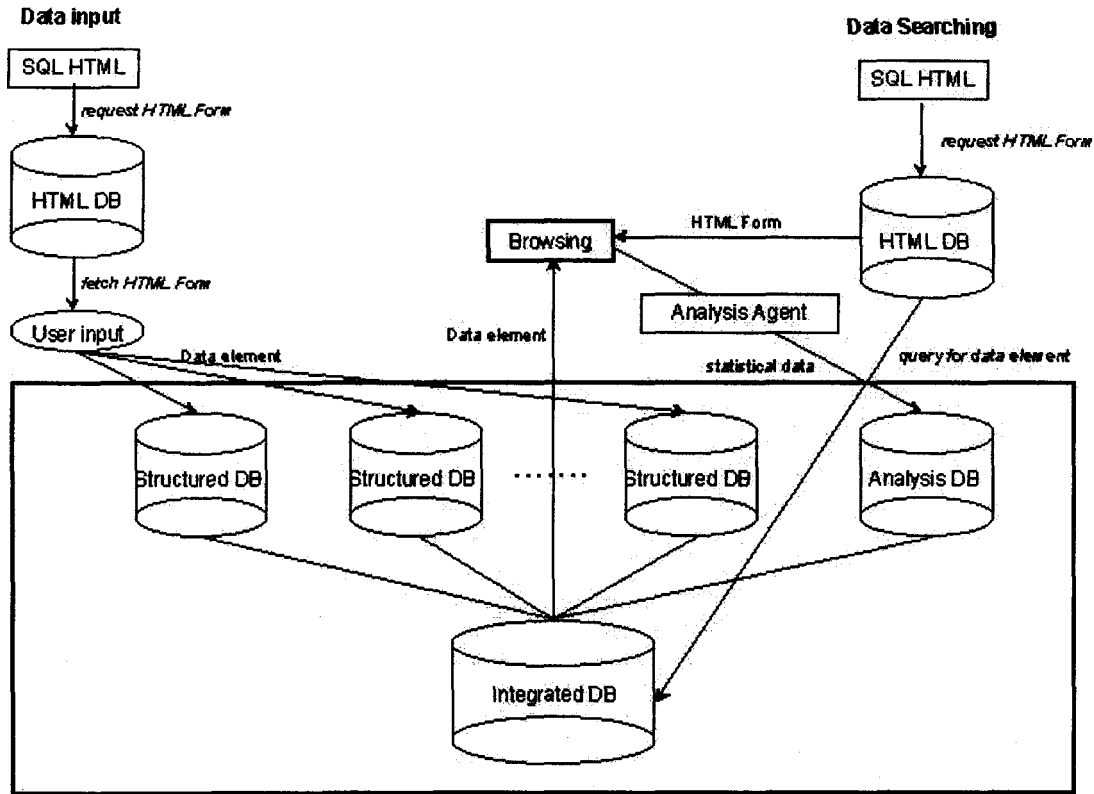 Data input
Data Searching
SQL HTML
SQL HTML
request HTML Form
request HTML Form
HTML DB
HTML Form
Browsing
HTML DB
fetch HTML Form
Analysis Agent
User input
Data element
Data element
statistical data
query for data element
Structured DB
Structured DB
.......
Structured DB
Analysis DB
Integrated DB